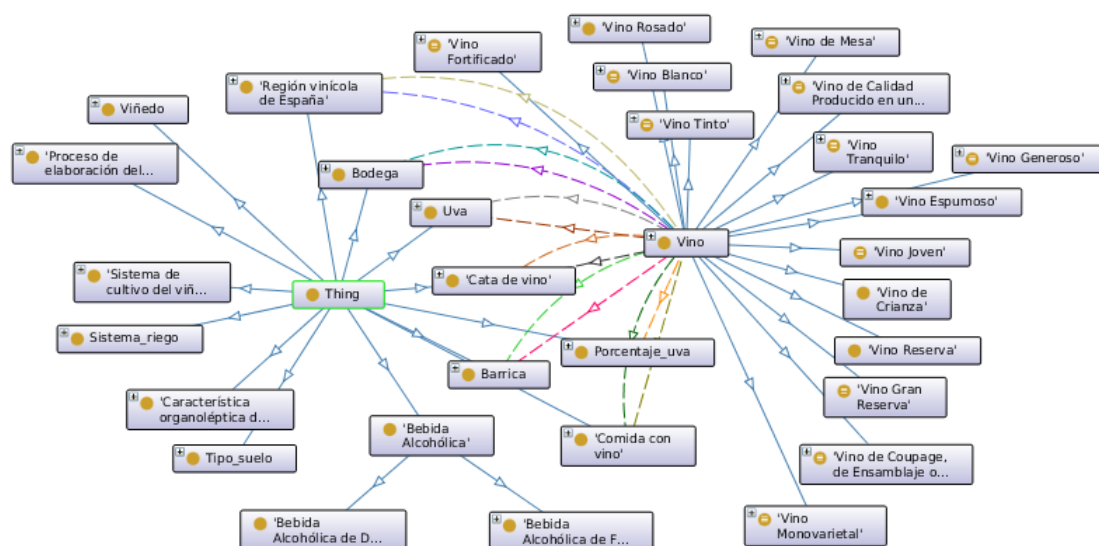 'Vino Rosado'
'Vino
Fortificado'
'Vino de Mesa'
'Vino Blanco'
'Región vinícola
de España'
'Vino de Calidad
Producido en un...
Viñedo
'Vino Tinto'
'Proceso de
elaboración del...
'Vino
Tranquilo'
'Vino Generoso'
Bodega
'Vino Espumoso'
Uva
Vino
'Vino Joven'
'Sistema de
cultivo del viñ...
'Cata de vino'
Thing
'Vino de
Crianza'
Sistema_riego
Porcentaje_uva
'Vino Reserva'
Barrica
'Vino Gran
Reserva'
'Característica
organoléptica d...
'Bebida
Alcohólica'
'Comida con
vino'
Tipo_suelo
'Vino de Coupage,
de Ensamblaje o...
'Bebida
Alcohólica de D...
'Bebida
Alcohólica de F...
'Vino
Monovarietal'